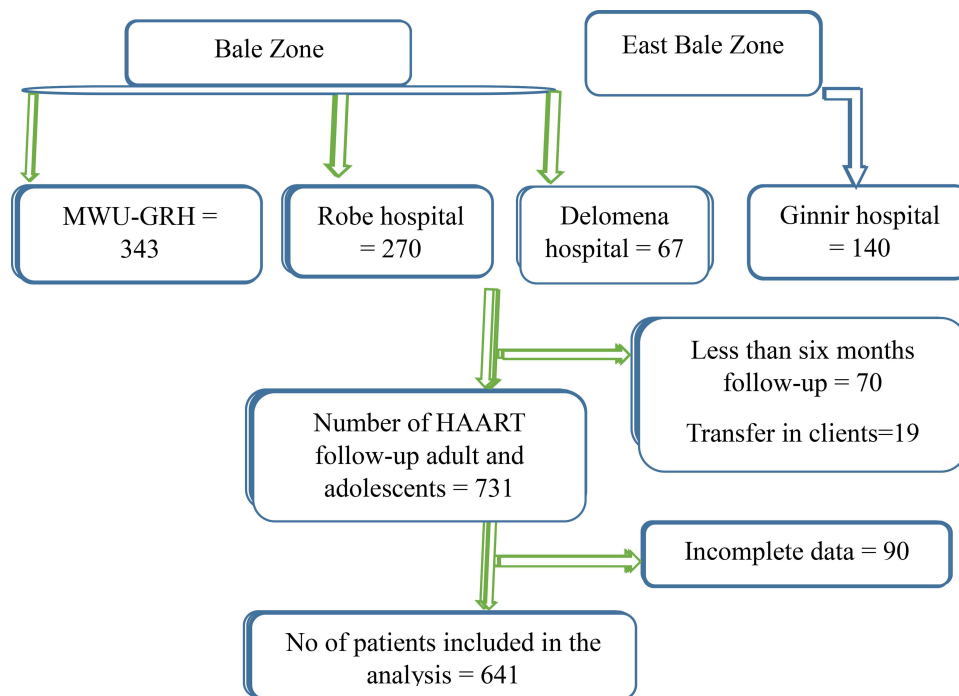 Bale Zone
East Bale Zone
MWU-GRH =
343
Robe hospital
= 270
Delomena
hospital = 67
Ginnir hospital
= 140
Less than six months
follow-up = 70
Transfer in clients=19
Number of HAART
follow-up adult and
adolescents = 731
Incomplete data = 90
No of patients included in the
analysis = 641